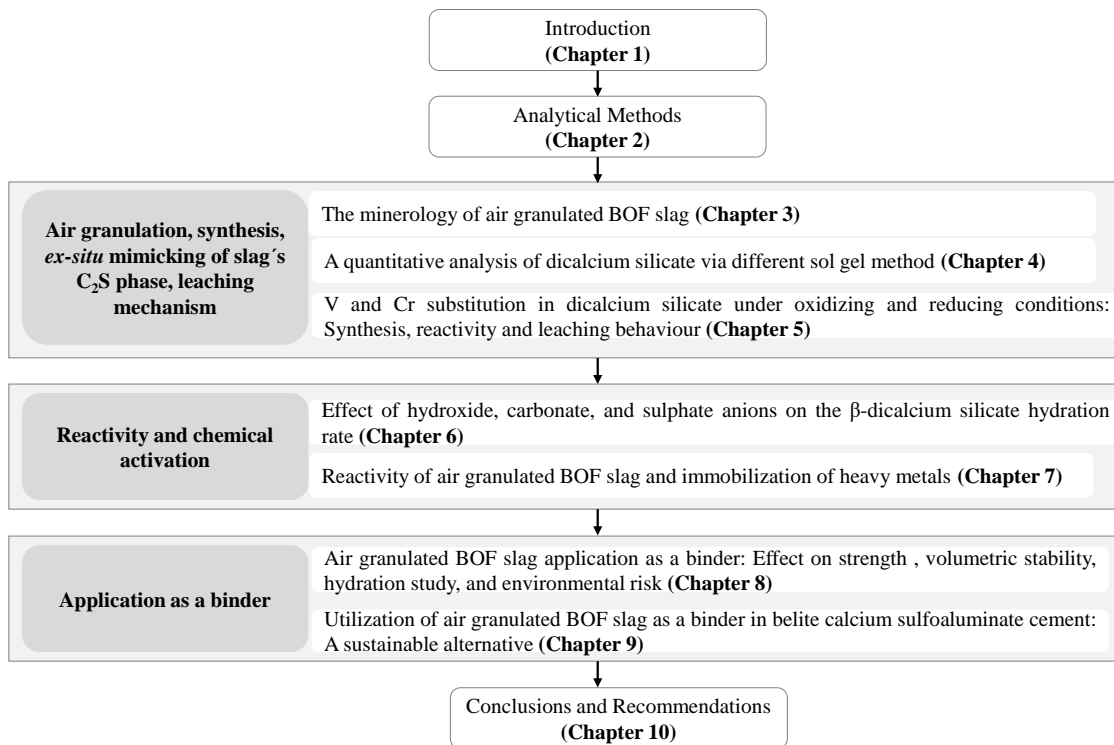 Introduction
(Chapter 1)
Analytical Methods
(Chapter 2)
Air granulation, synthesis,
ex-situ mimicking of slag´s
C₂S phase, leaching
mechanism
The minerology of air granulated BOF slag (Chapter 3)
A quantitative analysis of dicalcium silicate via different sol gel method (Chapter 4)
V and Cr substitution in dicalcium silicate under oxidizing and reducing conditions:
Synthesis, reactivity and leaching behaviour (Chapter 5)
Reactivity and chemical
activation
Effect of hydroxide, carbonate, and sulphate anions on the β-dicalcium silicate hydration
rate (Chapter 6)
Reactivity of air granulated BOF slag and immobilization of heavy metals (Chapter 7)
Application as a binder
Air granulated BOF slag application as a binder: Effect on strength , volumetric stability,
hydration study, and environmental risk (Chapter 8)
Utilization of air granulated BOF slag as a binder in belite calcium sulfoaluminate cement:
A sustainable alternative (Chapter 9)
Conclusions and Recommendations
(Chapter 10)